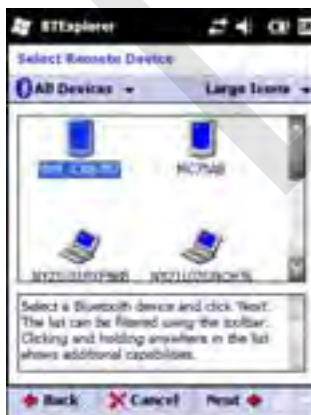 BTExplorer
Select Remote Device
All Devices Large Icons
MC75A8
Select a Bluetooth device and click 'Next'.
The list can be filtered using the toolbar.
Clicking and holding anywhere in the list
shows additional capabilities.
Back Cancel Next